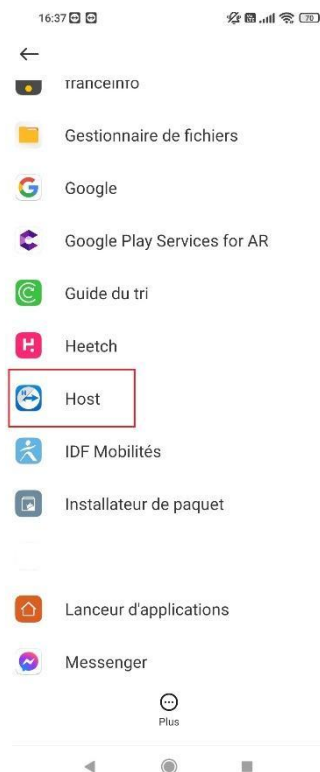 16:37
70
franceinfo
Gestionnaire de fichiers
Google
Google Play Services for AR
Guide du tri
Heetch
Host
IDF Mobilités
Installateur de paquet
Lanceur d'applications
Messenger
Plus